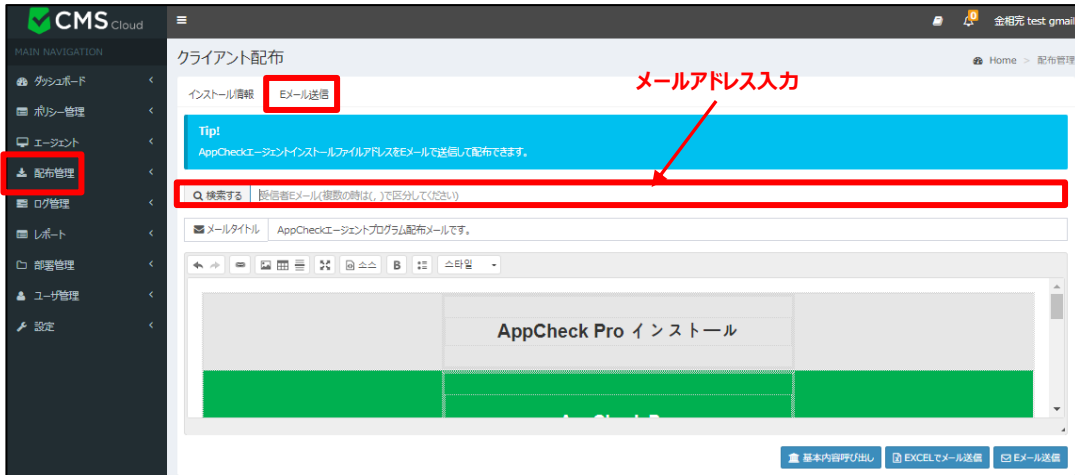 CMS Cloud
金相完 test gmail
MAIN NAVIGATION
ダッシュボード
ポリシー管理
エージェント
配布管理
ログ管理
レポート
部署管理
ユーザ管理
設定
クライアント配布
Home > 配布管理
インストール情報 Eメール送信
メールアドレス入力
Tip!
AppCheckエージェントインストールファイルアドレスをEメールで送信して配布できます。
検索する 受信者Eメール(複数の時は(, )で区分してください)
メールタイトル AppCheckエージェントプログラム配布メールです。
소스 B 스타일
AppCheck Pro インストール
基本内容呼び出し EXCELでメール送信 Eメール送信